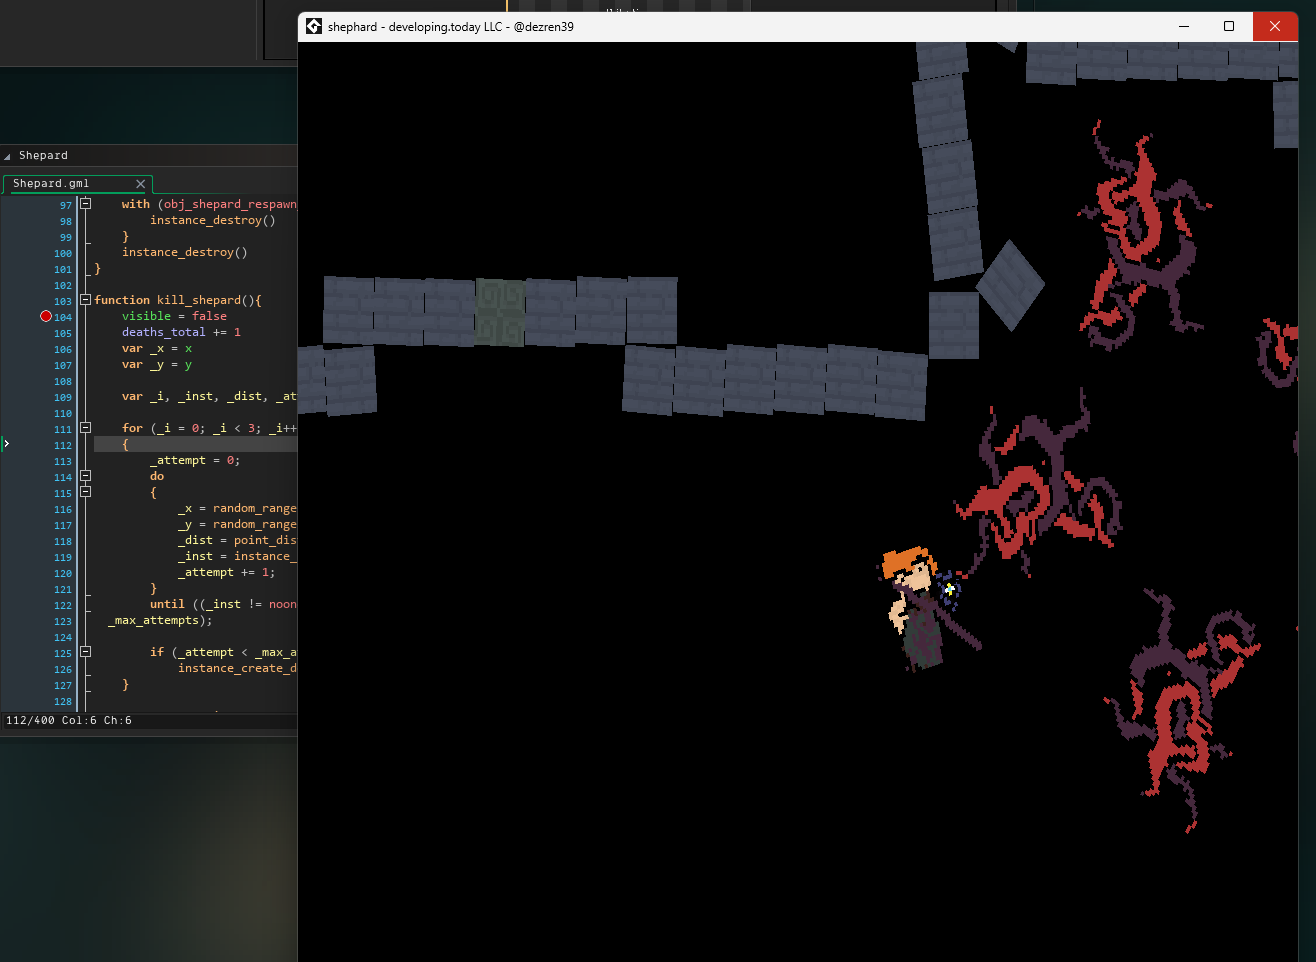 shephard - developing.today LLC - @dezren39
Shepard
Shepard.gml
97 with (obj_shepard_respawn
98 instance_destroy()
99 }
100 instance_destroy()
101 }
102
103 function kill_shepard(){
104 visible = false
105 deaths_total += 1
106 var _x = x
107 var _y = y
108
109 var _i, _inst, _dist, _at
110
111 for (_i = 0; _i < 3; _i++
112 {
113 _attempt = 0;
114 do
115 {
116 _x = random_range
117 _y = random_range
118 _dist = point_dis
119 _inst = instance_
120 _attempt += 1;
121 }
122 until ((_inst != noon
123 _max_attempts);
124
125 if (_attempt < _max_a
126 instance_create_d
127 }
128
112/400 Col:6 Ch:6